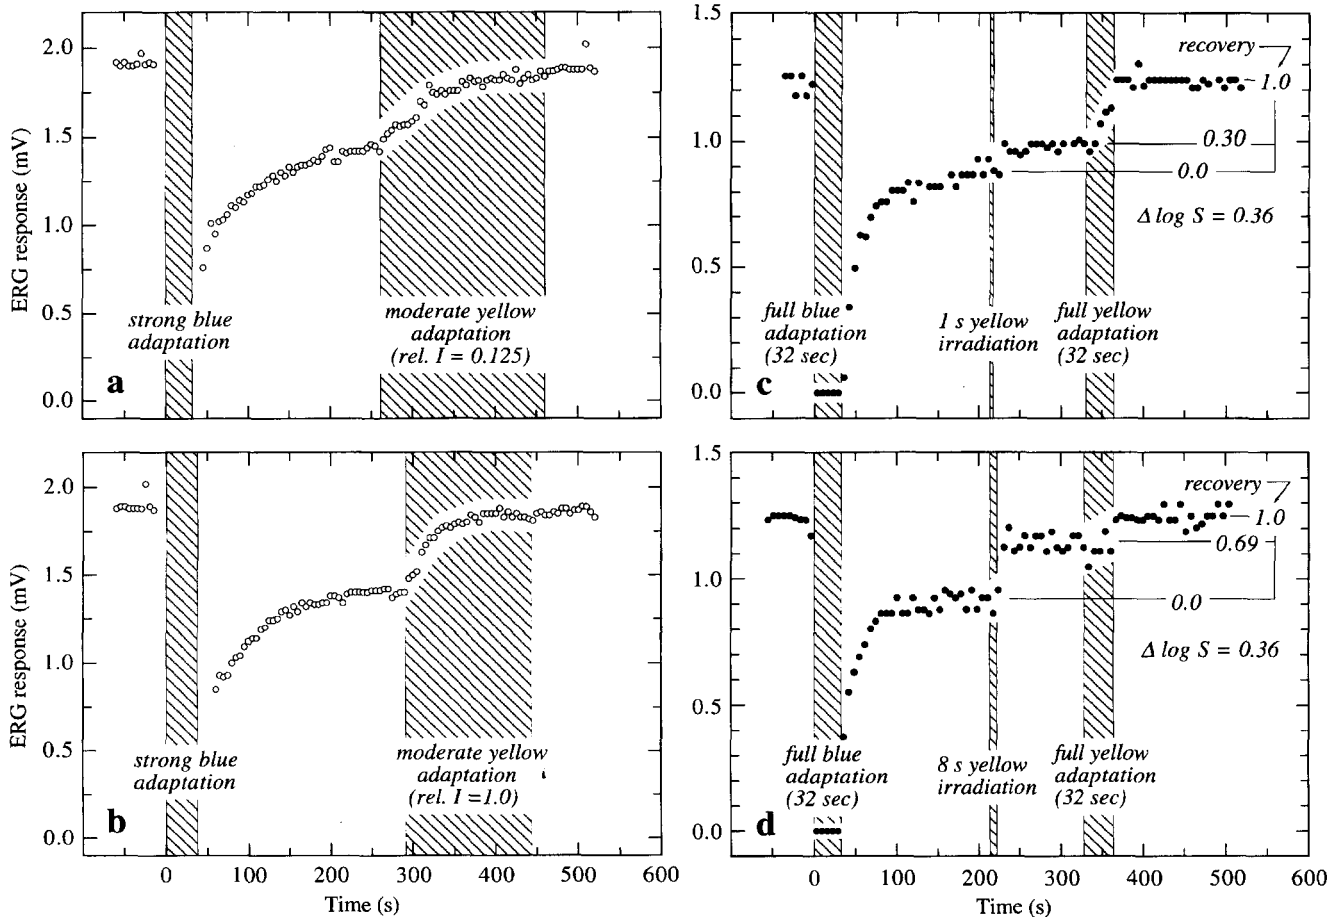 2.0
1.5
1.0
0.5
0.0
ERG response (mV)
strong blue
adaptation
moderate yellow
adaptation
(rel. I = 0.125)
a
1.5
1.0
0.5
0.0
recovery
1.0
0.30
0.0
Δ log S = 0.36
full blue
adaptation
(32 sec)
1 s yellow
irradiation
full yellow
adaptation
(32 sec)
c
2.0
1.5
1.0
0.5
0.0
ERG response (mV)
strong blue
adaptation
moderate yellow
adaptation
(rel. I =1.0)
b
0 100 200 300 400 500 600
Time (s)
1.5
1.0
0.5
0.0
recovery
1.0
0.69
0.0
Δ log S = 0.36
full blue
adaptation
(32 sec)
8 s yellow
irradiation
full yellow
adaptation
(32 sec)
d
0 100 200 300 400 500 600
Time (s)